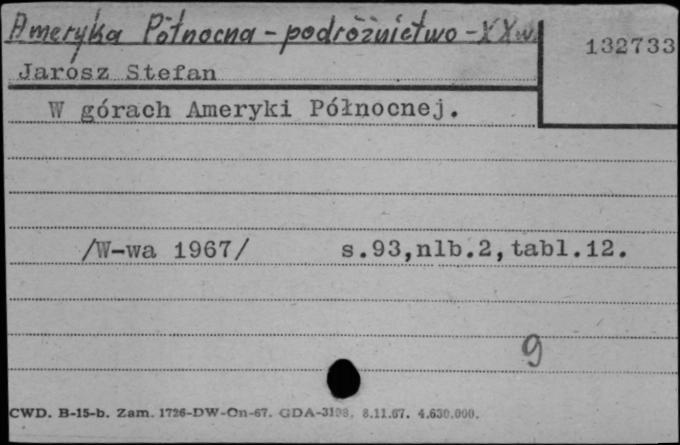 Ameryka Północna - podróżnictwo - XX w.
132733
Jarosz Stefan
W górach Ameryki Północnej.
/W-wa 1967/ s.93,nlb.2,tabl.12.
9
CWD. B-15-b. Zam. 1726-DW-On-67. GDA-3198. 8.11.67. 4.630.000.